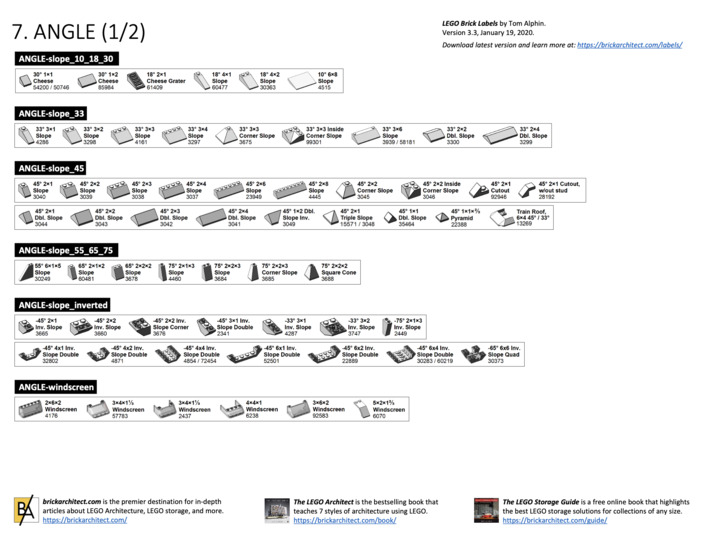 7. ANGLE (1/2)
LEGO Brick Labels by Tom Alphin.
Version 3.3, January 19, 2020.
Download latest version and learn more at: https://brickarchitect.com/labels/
ANGLE-slope_10_18_30
30° 1×1 Cheese 54200 / 50746
30° 1×2 Cheese 85984
18° 2×1 Cheese Grater 61409
18° 4×1 Slope 60477
18° 4×2 Slope 30363
10° 6×8 Slope 4515
ANGLE-slope_33
33° 3×1 Slope 4286
33° 3×2 Slope 3298
33° 3×3 Slope 4161
33° 3×4 Slope 3297
33° 3×3 Corner Slope 3675
33° 3×3 Inside Corner Slope 99301
33° 3×6 Slope 3939 / 58181
33° 2×2 Dbl. Slope 3300
33° 2×4 Dbl. Slope 3299
ANGLE-slope_45
45° 2×1 Slope 3040
45° 2×2 Slope 3039
45° 2×3 Slope 3038
45° 2×4 Slope 3037
45° 2×6 Slope 23949
45° 2×8 Slope 4445
45° 2×2 Corner Slope 3045
45° 2×2 Inside Corner Slope 3046
45° 2×1 Cutout 92946
45° 2×1 Cutout, w/out stud 28192
45° 2×1 Dbl. Slope 3044
45° 2×2 Dbl. Slope 3043
45° 2×3 Dbl. Slope 3042
45° 2×4 Dbl. Slope 3041
45° 1×2 Dbl. Slope Inv. 3049
45° 2×1 Triple Slope 15571 / 3048
45° 1×1 Dbl. Slope 35464
45° 1×1×⅔ Pyramid 22388
Train Roof, 6×4 45° / 33° 13269
ANGLE-slope_55_65_75
55° 6×1×5 Slope 30249
65° 2×1×2 Slope 60481
65° 2×2×2 Slope 3678
75° 2×1×3 Slope 4460
75° 2×2×3 Slope 3684
75° 2×2×3 Corner Slope 3685
75° 2×2×2 Square Cone 3688
ANGLE-slope_inverted
-45° 2×1 Inv. Slope 3665
-45° 2×2 Inv. Slope 3660
-45° 2×2 Inv. Slope Corner 3676
-45° 3×1 Inv. Slope Double 2341
-33° 3×1 Inv. Slope 4287
-33° 3×2 Inv. Slope 3747
-75° 2×1×3 Inv. Slope 2449
-45° 4x1 Inv. Slope Double 32802
-45° 4x2 Inv. Slope Double 4871
-45° 4x4 Inv. Slope Double 4854 / 72454
-45° 6x1 Inv. Slope Double 52501
-45° 6x2 Inv. Slope Double 22889
-45° 6x4 Inv. Slope Double 30283 / 60219
-65° 6x6 Inv. Slope Quad 30373
ANGLE-windscreen
2×6×2 Windscreen 4176
3×4×1⅓ Windscreen 57783
3×4×1⅓ Windscreen 2437
4×4×1 Windscreen 6238
3×6×2 Windscreen 92583
5×2×1⅔ Windscreen 6070
BA
brickarchitect.com is the premier destination for in-depth
articles about LEGO Architecture, LEGO storage, and more.
https://brickarchitect.com/
The LEGO Architect is the bestselling book that
teaches 7 styles of architecture using LEGO.
https://brickarchitect.com/book/
The LEGO Storage Guide is a free online book that highlights
the best LEGO storage solutions for collections of any size.
https://brickarchitect.com/guide/